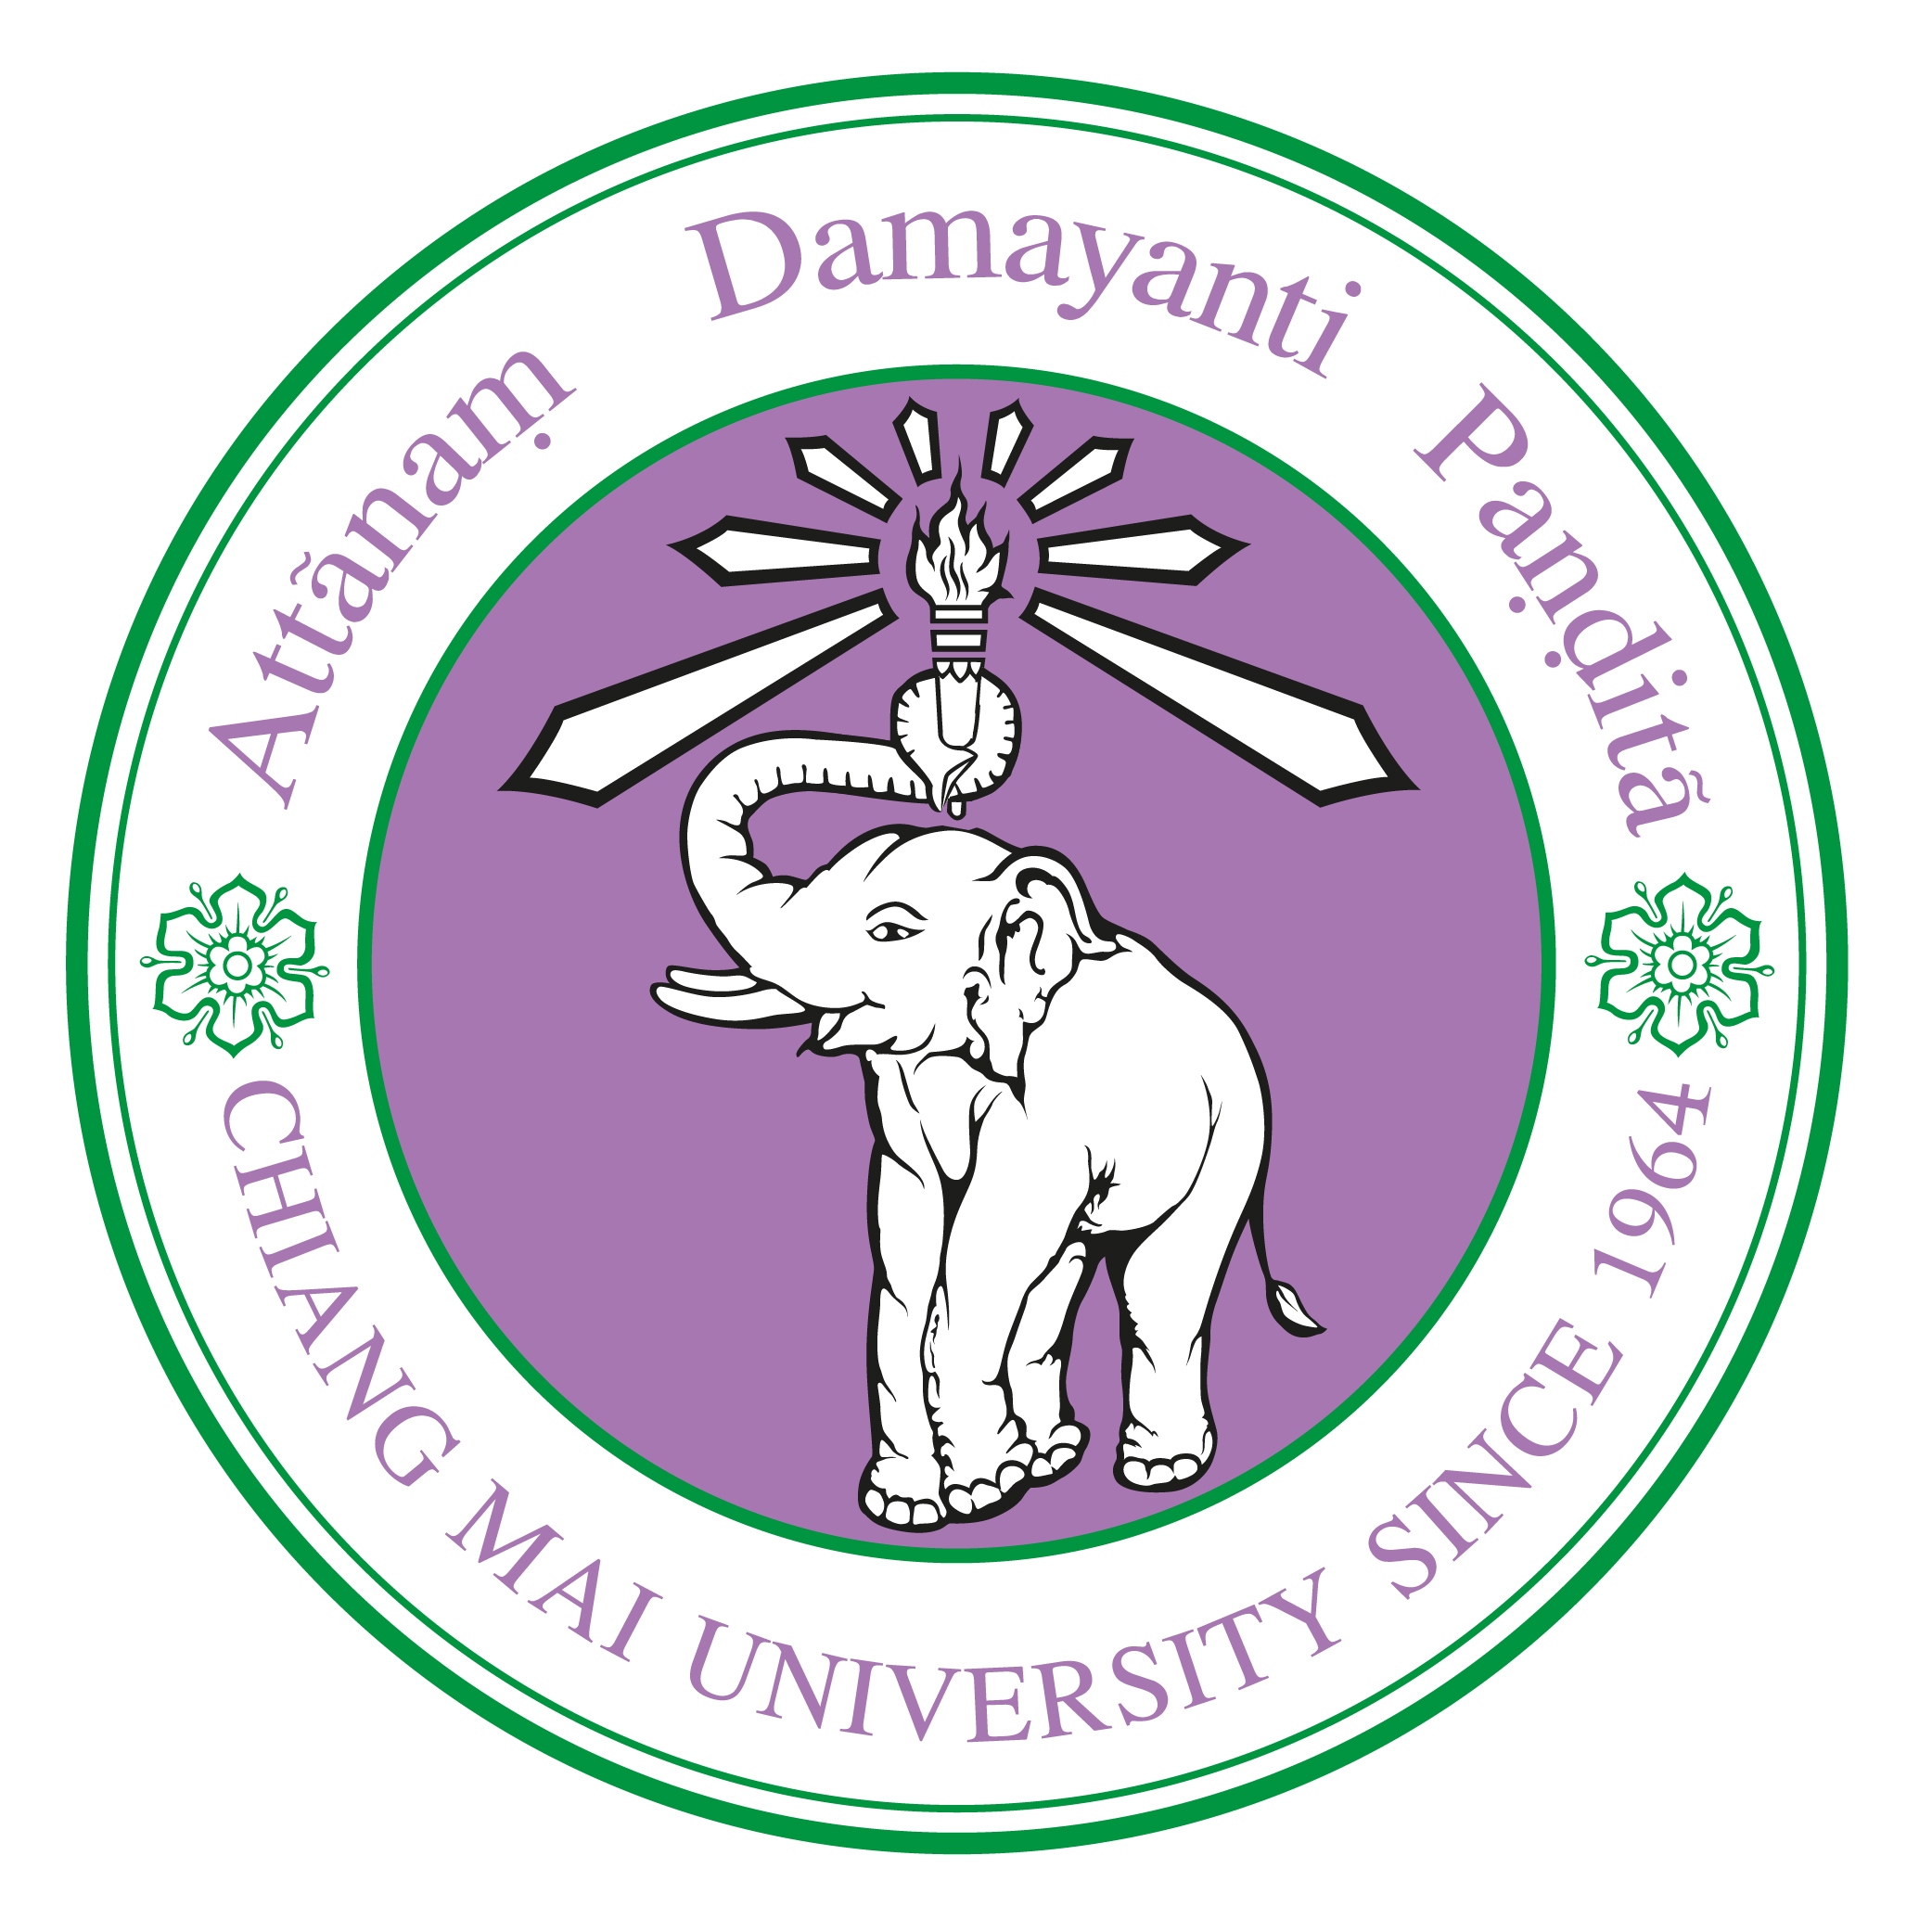 Attãnaṃ Damayanti Paṇḍitã
CHIANG MAI UNIVERSITY SINCE 1964